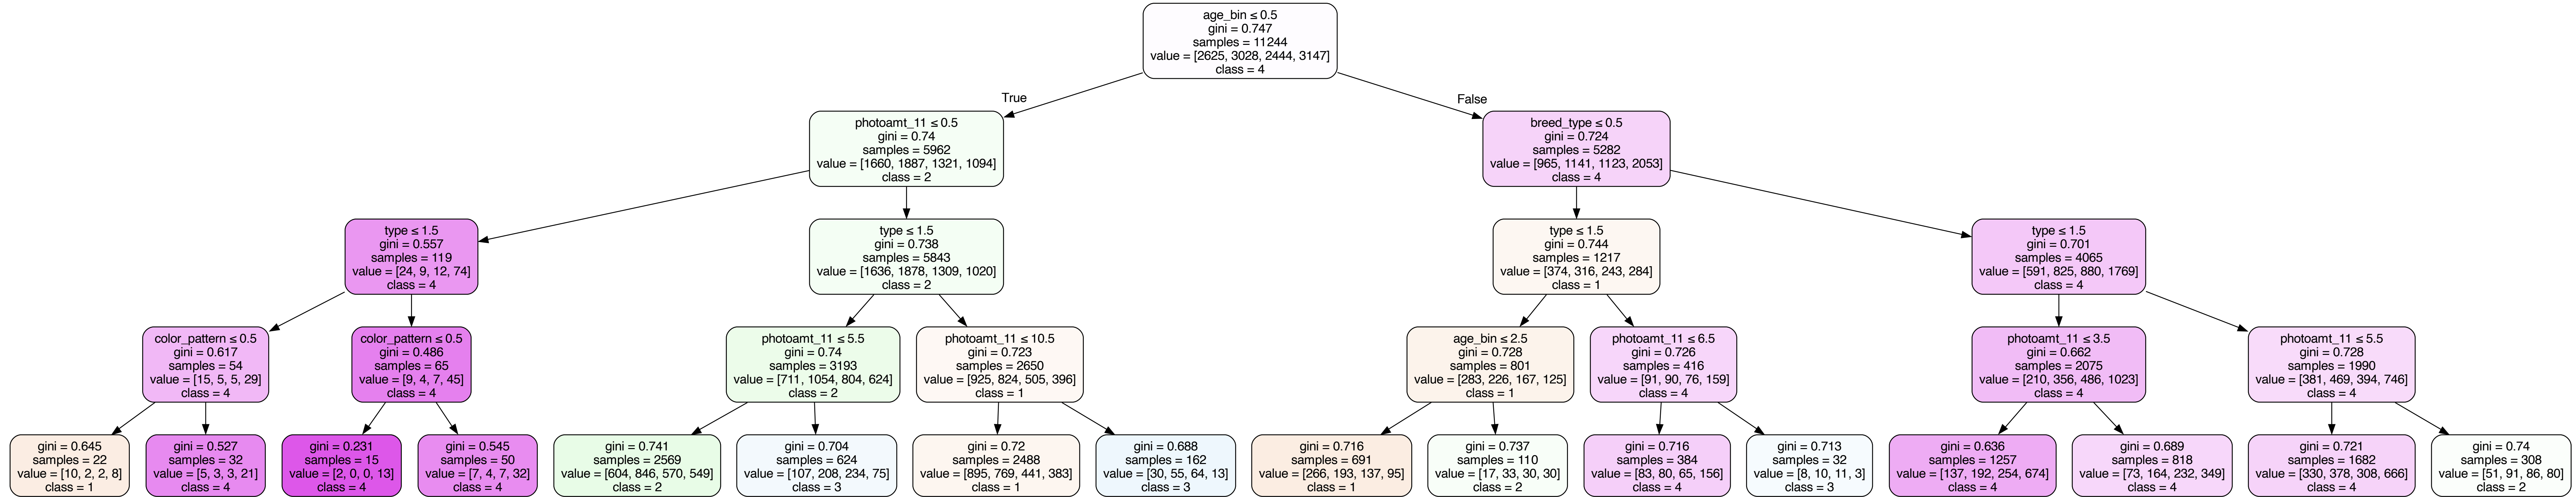 age_bin ≤ 0.5
gini = 0.747
samples = 11244
value = [2625, 3028, 2444, 3147]
class = 4
True
False
photoamt_11 ≤ 0.5
gini = 0.74
samples = 5962
value = [1660, 1887, 1321, 1094]
class = 2
breed_type ≤ 0.5
gini = 0.724
samples = 5282
value = [965, 1141, 1123, 2053]
class = 4
type ≤ 1.5
gini = 0.557
samples = 119
value = [24, 9, 12, 74]
class = 4
type ≤ 1.5
gini = 0.738
samples = 5843
value = [1636, 1878, 1309, 1020]
class = 2
type ≤ 1.5
gini = 0.744
samples = 1217
value = [374, 316, 243, 284]
class = 1
type ≤ 1.5
gini = 0.701
samples = 4065
value = [591, 825, 880, 1769]
class = 4
color_pattern ≤ 0.5
gini = 0.617
samples = 54
value = [15, 5, 5, 29]
class = 4
color_pattern ≤ 0.5
gini = 0.486
samples = 65
value = [9, 4, 7, 45]
class = 4
photoamt_11 ≤ 5.5
gini = 0.74
samples = 3193
value = [711, 1054, 804, 624]
class = 2
photoamt_11 ≤ 10.5
gini = 0.723
samples = 2650
value = [925, 824, 505, 396]
class = 1
age_bin ≤ 2.5
gini = 0.728
samples = 801
value = [283, 226, 167, 125]
class = 1
photoamt_11 ≤ 6.5
gini = 0.726
samples = 416
value = [91, 90, 76, 159]
class = 4
photoamt_11 ≤ 3.5
gini = 0.662
samples = 2075
value = [210, 356, 486, 1023]
class = 4
photoamt_11 ≤ 5.5
gini = 0.728
samples = 1990
value = [381, 469, 394, 746]
class = 4
gini = 0.645
samples = 22
value = [10, 2, 2, 8]
class = 1
gini = 0.527
samples = 32
value = [5, 3, 3, 21]
class = 4
gini = 0.231
samples = 15
value = [2, 0, 0, 13]
class = 4
gini = 0.545
samples = 50
value = [7, 4, 7, 32]
class = 4
gini = 0.741
samples = 2569
value = [604, 846, 570, 549]
class = 2
gini = 0.704
samples = 624
value = [107, 208, 234, 75]
class = 3
gini = 0.72
samples = 2488
value = [895, 769, 441, 383]
class = 1
gini = 0.688
samples = 162
value = [30, 55, 64, 13]
class = 3
gini = 0.716
samples = 691
value = [266, 193, 137, 95]
class = 1
gini = 0.737
samples = 110
value = [17, 33, 30, 30]
class = 2
gini = 0.716
samples = 384
value = [83, 80, 65, 156]
class = 4
gini = 0.713
samples = 32
value = [8, 10, 11, 3]
class = 3
gini = 0.636
samples = 1257
value = [137, 192, 254, 674]
class = 4
gini = 0.689
samples = 818
value = [73, 164, 232, 349]
class = 4
gini = 0.721
samples = 1682
value = [330, 378, 308, 666]
class = 4
gini = 0.74
samples = 308
value = [51, 91, 86, 80]
class = 2